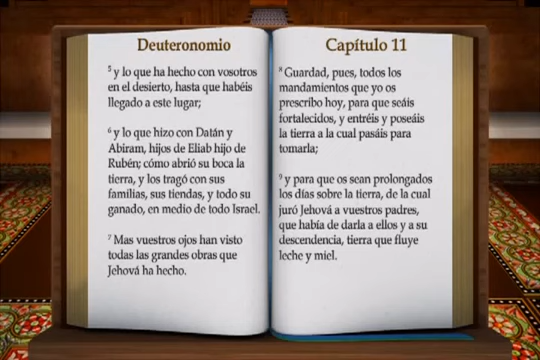 Deuteronomio
⁵ y lo que ha hecho con vosotros
en el desierto, hasta que habéis
llegado a este lugar;
⁶ y lo que hizo con Datán y
Abiram, hijos de Eliab hijo de
Rubén; cómo abrió su boca la
tierra, y los tragó con sus
familias, sus tiendas, y todo su
ganado, en medio de todo Israel.
⁷ Mas vuestros ojos han visto
todas las grandes obras que
Jehová ha hecho.
Capítulo 11
⁸ Guardad, pues, todos los
mandamientos que yo os
prescribo hoy, para que seáis
fortalecidos, y entréis y poseáis
la tierra a la cual pasáis para
tomarla;
⁹ y para que os sean prolongados
los días sobre la tierra, de la cual
juró Jehová a vuestros padres,
que había de darla a ellos y a su
descendencia, tierra que fluye
leche y miel.